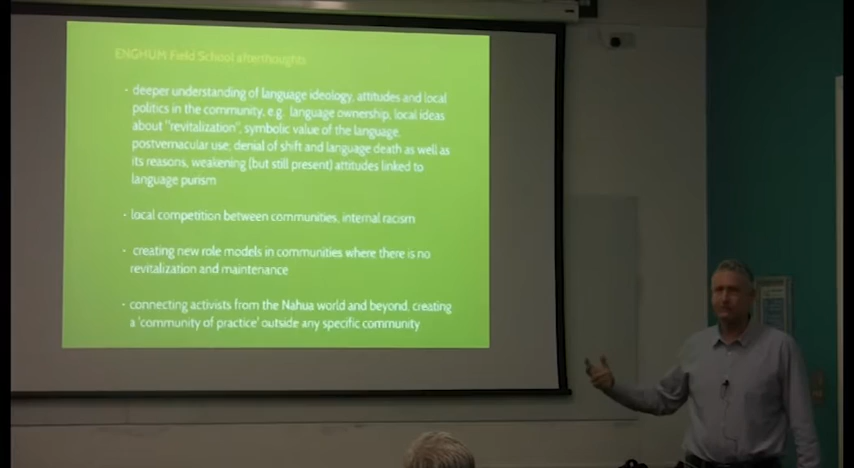 ENGHUM Field School afterthoughts
· deeper understanding of language ideology, attitudes and local
politics in the community, e.g. language ownership, local ideas
about "revitalization", symbolic value of the language,
postvernacular use; denial of shift and language death as well as
its reasons, weakening (but still present) attitudes linked to
language purism
· local competition between communities, internal racism
· creating new role models in communities where there is no
revitalization and maintenance
· connecting activists from the Nahua world and beyond, creating
a 'community of practice' outside any specific community